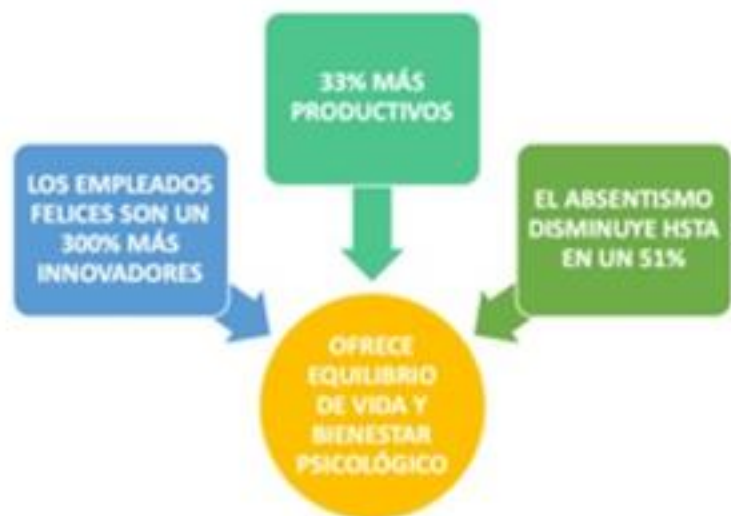 33% MÁS
PRODUCTIVOS
LOS EMPLEADOS
FELICES SON UN
300% MÁS
INNOVADORES
EL ABSENTISMO
DISMINUYE HSTA
EN UN 51%
OFRECE
EQUILIBRIO
DE VIDA Y
BIENESTAR
PSICOLÓGICO